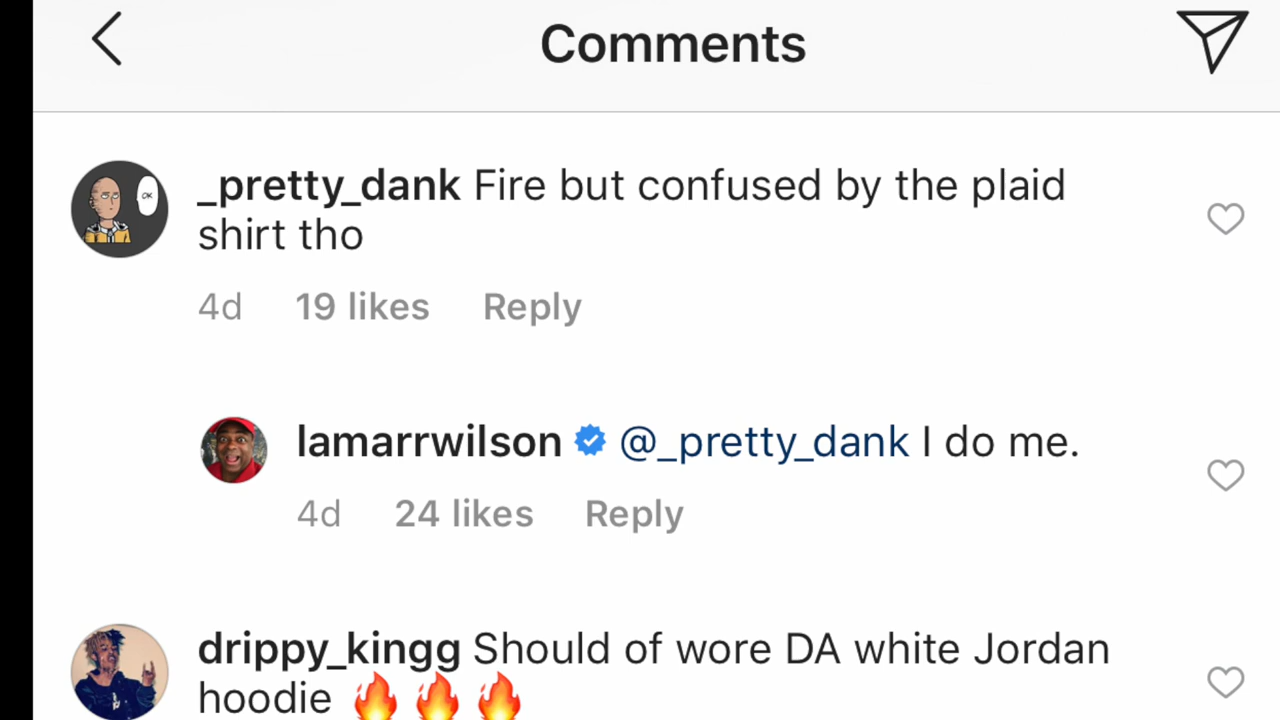 Comments
_pretty_dank Fire but confused by the plaid
shirt tho
OK
4d 19 likes Reply
lamarrwilson @_pretty_dank I do me.
4d 24 likes Reply
drippy_kingg Should of wore DA white Jordan
hoodie 🔥🔥🔥